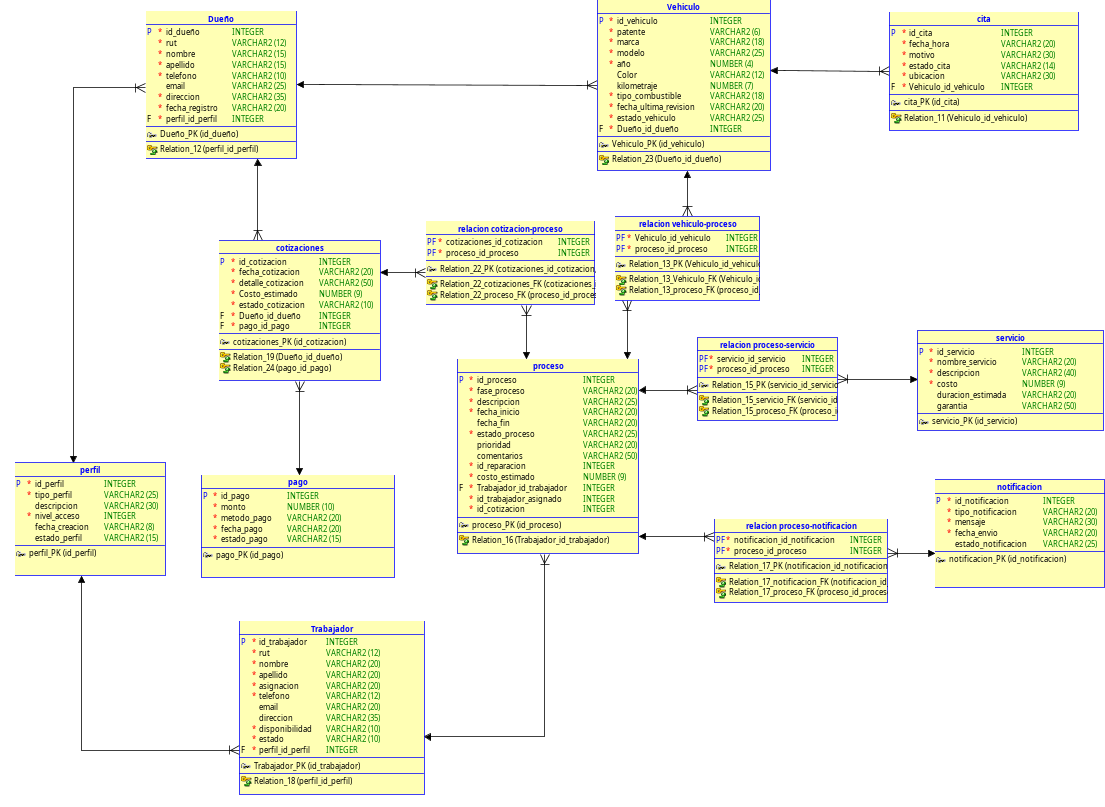 Dueño
P * id_dueño INTEGER
* rut VARCHAR2 (12)
* nombre VARCHAR2 (15)
* apellido VARCHAR2 (15)
* telefono VARCHAR2 (10)
email VARCHAR2 (25)
* direccion VARCHAR2 (35)
* fecha_registro VARCHAR2 (20)
F * perfil_id_perfil INTEGER
Dueño_PK (id_dueño)
Relation_12 (perfil_id_perfil)
Vehiculo
P * id_vehiculo INTEGER
* patente VARCHAR2 (6)
* marca VARCHAR2 (18)
* modelo VARCHAR2 (25)
* año NUMBER (4)
Color VARCHAR2 (12)
kilometraje NUMBER (7)
* tipo_combustible VARCHAR2 (18)
* fecha_ultima_revision VARCHAR2 (20)
* estado_vehiculo VARCHAR2 (25)
F * Dueño_id_dueño INTEGER
Vehiculo_PK (id_vehiculo)
Relation_23 (Dueño_id_dueño)
cita
P * id_cita INTEGER
* fecha_hora VARCHAR2 (20)
* motivo VARCHAR2 (30)
* estado_cita VARCHAR2 (14)
* ubicacion VARCHAR2 (30)
F * Vehiculo_id_vehiculo INTEGER
cita_PK (id_cita)
Relation_11 (Vehiculo_id_vehiculo)
cotizaciones
P * id_cotizacion INTEGER
* fecha_cotizacion VARCHAR2 (20)
* detalle_cotizacion VARCHAR2 (50)
* Costo_estimado NUMBER (9)
* estado_cotizacion VARCHAR2 (10)
F * Dueño_id_dueño INTEGER
F * pago_id_pago INTEGER
cotizaciones_PK (id_cotizacion)
Relation_19 (Dueño_id_dueño)
Relation_24 (pago_id_pago)
relacion cotizacion-proceso
PF * cotizaciones_id_cotizacion INTEGER
PF * proceso_id_proceso INTEGER
Relation_22_PK (cotizaciones_id_cotizacion,
Relation_22_cotizaciones_FK (cotizaciones_
Relation_22_proceso_FK (proceso_id_proce
relacion vehiculo-proceso
PF * Vehiculo_id_vehiculo INTEGER
PF * proceso_id_proceso INTEGER
Relation_13_PK (Vehiculo_id_vehiculo
Relation_13_Vehiculo_FK (Vehiculo_i
Relation_13_proceso_FK (proceso_id
proceso
P * id_proceso INTEGER
* fase_proceso VARCHAR2 (20)
* descripcion VARCHAR2 (25)
* fecha_inicio VARCHAR2 (20)
fecha_fin VARCHAR2 (20)
* estado_proceso VARCHAR2 (25)
prioridad VARCHAR2 (20)
comentarios VARCHAR2 (50)
* id_reparacion INTEGER
* costo_estimado NUMBER (9)
F * Trabajador_id_trabajador INTEGER
* id_trabajador_asignado INTEGER
* id_cotizacion INTEGER
proceso_PK (id_proceso)
Relation_16 (Trabajador_id_trabajador)
relacion proceso-servicio
PF * servicio_id_servicio INTEGER
PF * proceso_id_proceso INTEGER
Relation_15_PK (servicio_id_servicio
Relation_15_servicio_FK (servicio_id
Relation_15_proceso_FK (proceso_i
servicio
P * id_servicio INTEGER
* nombre_servicio VARCHAR2 (20)
* descripcion VARCHAR2 (40)
* costo NUMBER (9)
duracion_estimada VARCHAR2 (20)
garantia VARCHAR2 (50)
servicio_PK (id_servicio)
perfil
P * id_perfil INTEGER
* tipo_perfil VARCHAR2 (25)
descripcion VARCHAR2 (30)
* nivel_acceso INTEGER
fecha_creacion VARCHAR2 (8)
estado_perfil VARCHAR2 (15)
perfil_PK (id_perfil)
pago
P * id_pago INTEGER
* monto NUMBER (10)
* metodo_pago VARCHAR2 (20)
* fecha_pago VARCHAR2 (20)
* estado_pago VARCHAR2 (15)
pago_PK (id_pago)
relacion proceso-notificacion
PF * notificacion_id_notificacion INTEGER
PF * proceso_id_proceso INTEGER
Relation_17_PK (notificacion_id_notificacion
Relation_17_notificacion_FK (notificacion_id
Relation_17_proceso_FK (proceso_id_proces
notificacion
P * id_notificacion INTEGER
* tipo_notificacion VARCHAR2 (20)
* mensaje VARCHAR2 (30)
* fecha_envio VARCHAR2 (20)
estado_notificacion VARCHAR2 (25)
notificacion_PK (id_notificacion)
Trabajador
P * id_trabajador INTEGER
* rut VARCHAR2 (12)
* nombre VARCHAR2 (20)
* apellido VARCHAR2 (20)
* asignacion VARCHAR2 (20)
* telefono VARCHAR2 (12)
email VARCHAR2 (20)
direccion VARCHAR2 (35)
* disponibilidad VARCHAR2 (10)
* estado VARCHAR2 (10)
F * perfil_id_perfil INTEGER
Trabajador_PK (id_trabajador)
Relation_18 (perfil_id_perfil)